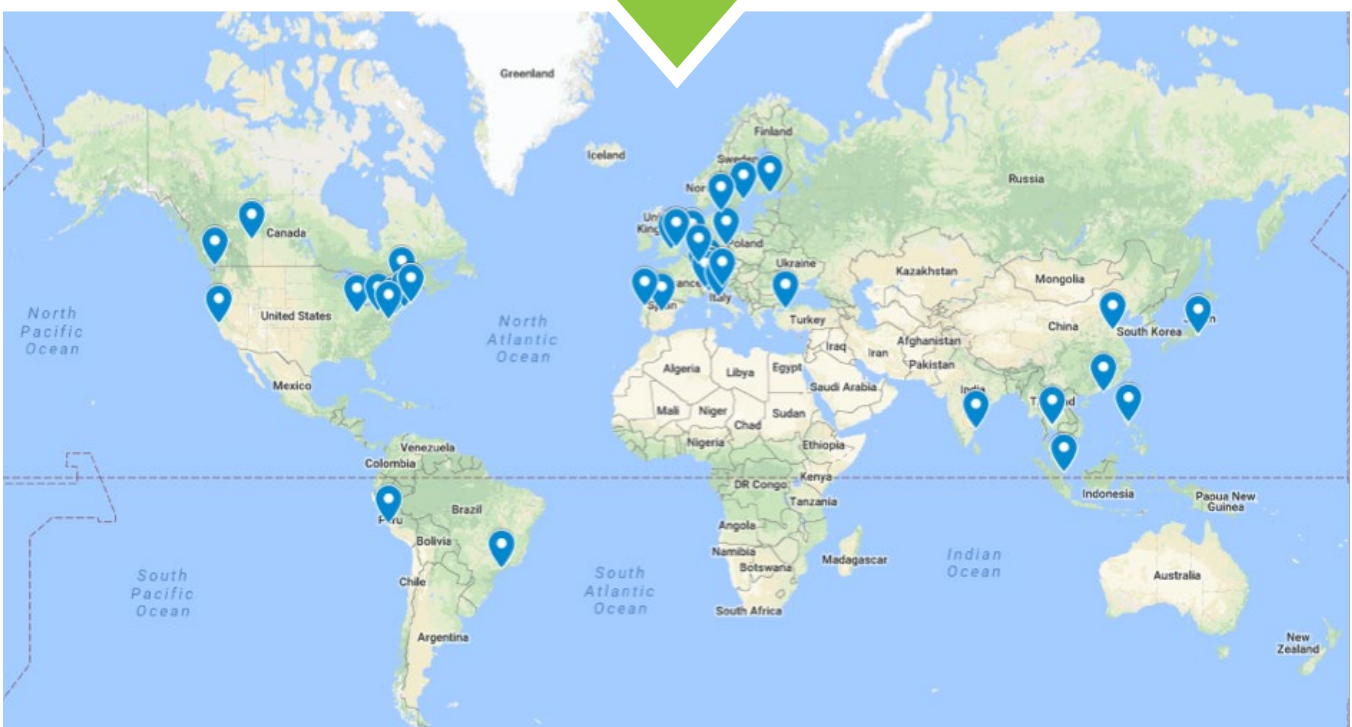 Greenland
Iceland
Finland
Nor
Russia
Canada
Poland
Ukraine
Kazakhstan
Mongolia
United States
Italy
Turkey
China
South Korea
North
Pacific
Ocean
North
Atlantic
Ocean
Mexico
Algeria
Libya
Egypt
Iraq
Iran
Afghanistan
Pakistan
Saudi Arabia
India
Mali
Niger
Chad
Sudan
Nigeria
Ethiopia
Venezuela
Colombia
DR Congo
Kenya
Tanzania
Indonesia
Papua New
Guinea
Brazil
Bolivia
Angola
Namibia
Botswana
Madagascar
Indian
Ocean
South
Pacific
Ocean
Chile
South
Atlantic
Ocean
South Africa
Australia
Argentina
New
Zealand